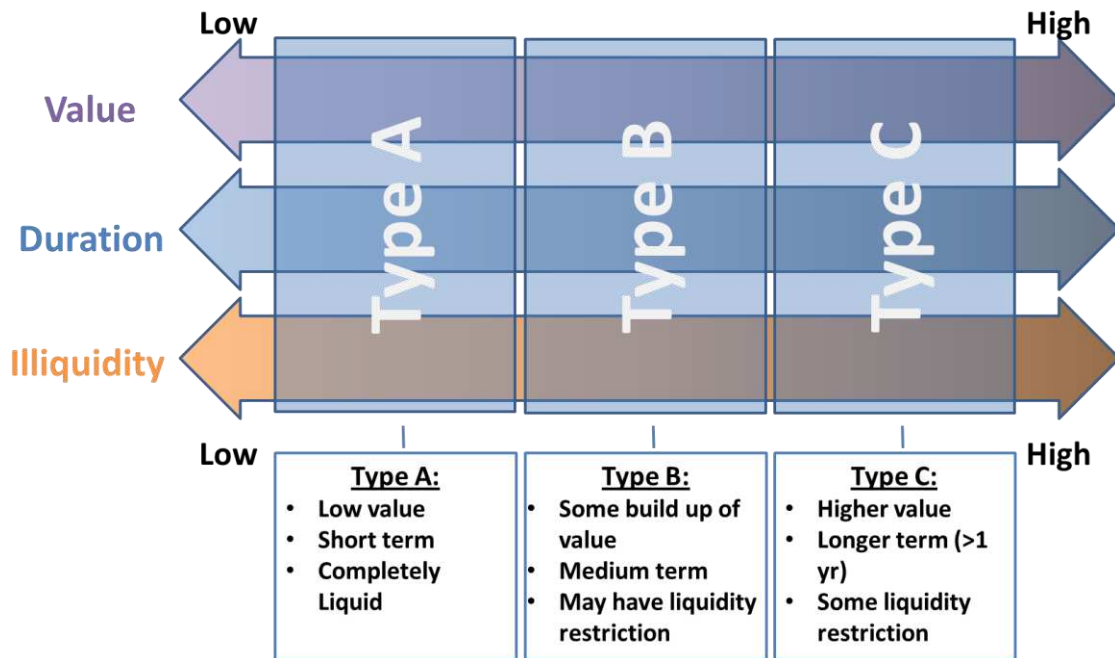 Low
High
Value
Duration
Illiquidity
Type A
Type B
Type C
Low
High
Type A:
• Low value
• Short term
• Completely
Liquid
Type B:
• Some build up of
value
• Medium term
• May have liquidity
restriction
Type C:
• Higher value
• Longer term (>1
yr)
• Some liquidity
restriction